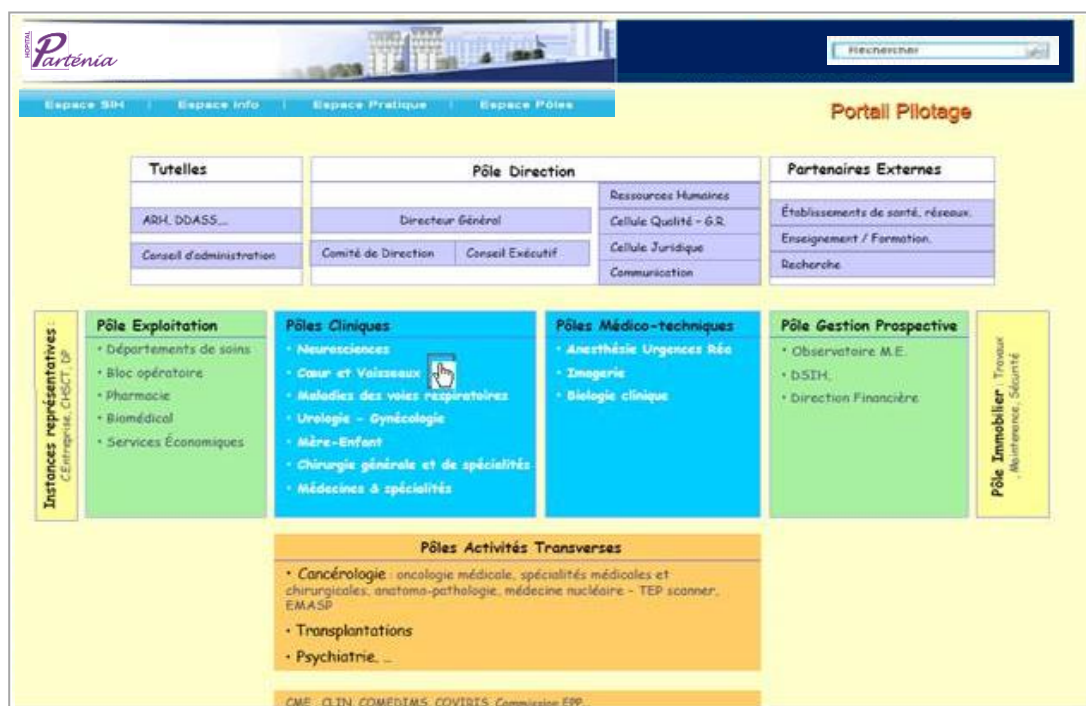 HOPITAL
Parténia
Rechercher
Espace SIH | Espace Info | Espace Pratique | Espace Pôles
Portail Pilotage
Tutelles
ARH, DDASS,...
Conseil d'administration
Pôle Direction
Directeur Général
Comité de Direction
Conseil Exécutif
Ressources Humaines
Cellule Qualité - G.R.
Cellule Juridique
Communication
Partenaires Externes
Établissements de santé, réseaux.
Enseignement / Formation.
Recherche
Instances représentatives :
CEntreprise, CHSCT, DP
Pôle Exploitation
• Départements de soins
• Bloc opératoire
• Pharmacie
• Biomédical
• Services Économiques
Pôles Cliniques
• Neurosciences
• Cœur et Vaisseaux
• Maladies des voies respiratoires
• Urologie - Gynécologie
• Mère-Enfant
• Chirurgie générale et de spécialités
• Médecines & spécialités
Pôles Médico-techniques
• Anesthésie Urgences Réa
• Imagerie
• Biologie clinique
Pôle Gestion Prospective
• Observatoire M.E.
• DSIH,
• Direction Financière
Pôle Immobilier : Travaux
, Maintenance, Sécurité
Pôles Activités Transverses
• Cancérologie : oncologie médicale, spécialités médicales et
chirurgicales, anatomo-pathologie, médecine nucléaire - TEP scanner,
EMASP
• Transplantations
• Psychiatrie, ...
CME, CLIN, COMEDIMS, COVIRIS, Commission EPP,